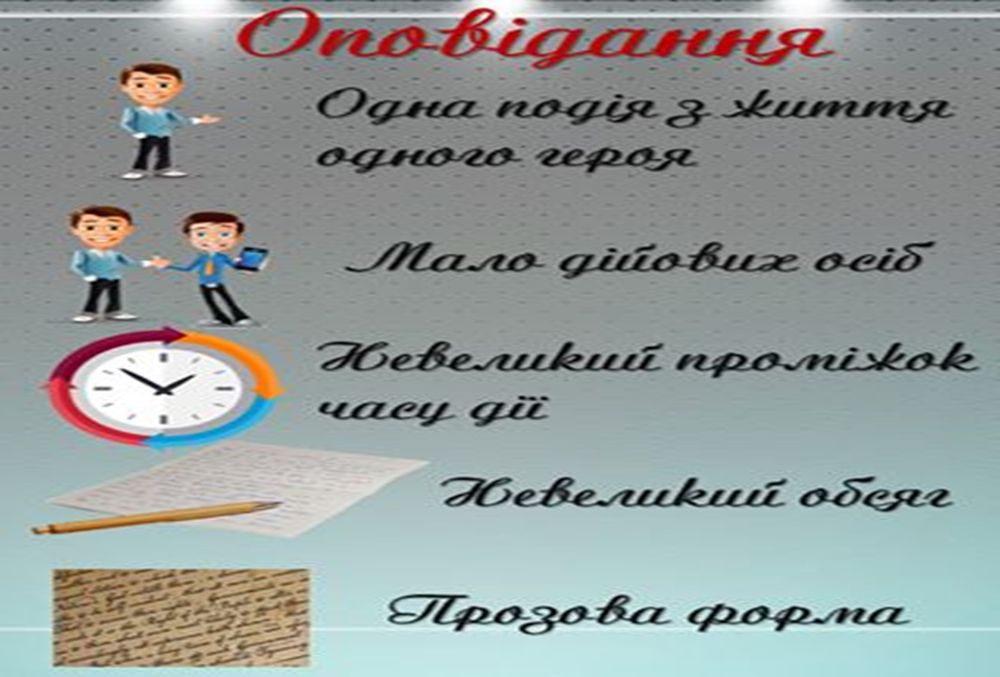 Оповідання
Одна подія з життя
одного героя
Мало дійових осіб
Невеликий проміжок
часу дії
Невеликий обсяг
Прозова форма